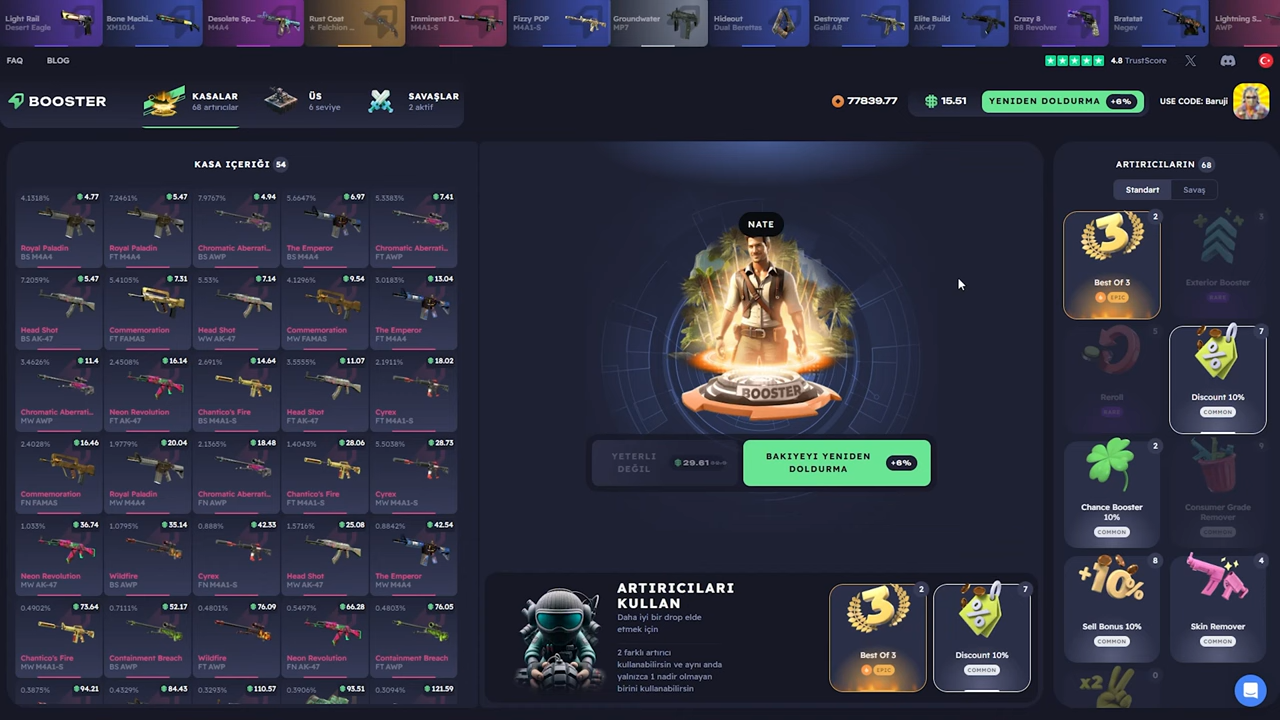 Light Rail
Desert Eagle
Bone Machi...
XM1014
Desolate Sp...
M4A4
Rust Coat
★ Falchion ...
Imminent D...
M4A1-S
Fizzy POP
M4A1-S
Groundwater
MP7
Hideout
Dual Berettas
Destroyer
Galil AR
Elite Build
AK-47
Crazy 8
R8 Revolver
Bratatat
Negev
Lightning S...
AWP
FAQ
BLOG
4.8 TrustScore
BOOSTER
KASALAR
68 artırıcılar
ÜS
6 seviye
SAVAŞLAR
2 aktif
77839.77
15.51
YENIDEN DOLDURMA +6%
USE CODE: Baruji
KASA IÇERIĞI 54
4.1318% 4.77
Royal Paladin
BS M4A4
7.2461% 5.47
Royal Paladin
FT M4A4
7.9767% 4.94
Chromatic Aberrati...
BS AWP
5.6647% 6.97
The Emperor
BS M4A4
5.3383% 7.41
Chromatic Aberrati...
FT AWP
7.2059% 5.47
Head Shot
BS AK-47
5.4105% 7.31
Commemoration
FT FAMAS
5.53% 7.14
Head Shot
WW AK-47
4.1296% 9.54
Commemoration
MW FAMAS
3.0183% 13.04
The Emperor
FT M4A4
3.4626% 11.4
Chromatic Aberrati...
MW AWP
2.4508% 16.14
Neon Revolution
FT AK-47
2.691% 14.64
Chantico's Fire
BS M4A1-S
3.5555% 11.07
Head Shot
FT AK-47
2.1911% 18.02
Cyrex
FT M4A1-S
2.4028% 16.46
Commemoration
FN FAMAS
1.9779% 20.04
Royal Paladin
MW M4A4
2.1365% 18.48
Chromatic Aberrati...
FN AWP
1.4043% 28.06
Chantico's Fire
FT M4A1-S
5.5038% 28.73
Cyrex
MW M4A1-S
1.033% 36.74
Neon Revolution
MW AK-47
1.0795% 35.14
Wildfire
BS AWP
0.888% 42.33
Cyrex
FN M4A1-S
1.5716% 25.08
Head Shot
MW AK-47
0.8842% 42.54
The Emperor
MW M4A4
0.4902% 73.64
Chantico's Fire
MW M4A1-S
0.7111% 52.17
Containment Breach
BS AWP
0.4801% 76.09
Wildfire
FT AWP
0.5497% 66.28
Neon Revolution
FN AK-47
0.4803% 76.05
Containment Breach
FT AWP
0.3875% 94.21
0.4329% 84.43
0.3293% 110.57
0.3906% 93.51
0.3094% 121.59
NATE
BOOSTER
YETERLI
DEĞIL
29.61
BAKIYEYI YENIDEN
DOLDURMA
+6%
ARTIRICILARI
KULLAN
Daha iyi bir drop elde
etmek için
2 farklı artırıcı
kullanabilirsin ve aynı anda
yalnızca 1 nadir olmayan
birini kullanabilirsin
2
3
Best Of 3
EPIC
7
%
Discount 10%
COMMON
ARTIRICILARIN 68
Standart
Savaş
2
3
Best Of 3
EPIC
3
Exterior Booster
RARE
5
Reroll
RARE
7
%
Discount 10%
COMMON
2
Chance Booster
10%
COMMON
9
Consumer Grade
Remover
COMMON
8
+10%
Sell Bonus 10%
COMMON
4
Skin Remover
COMMON
x2
0